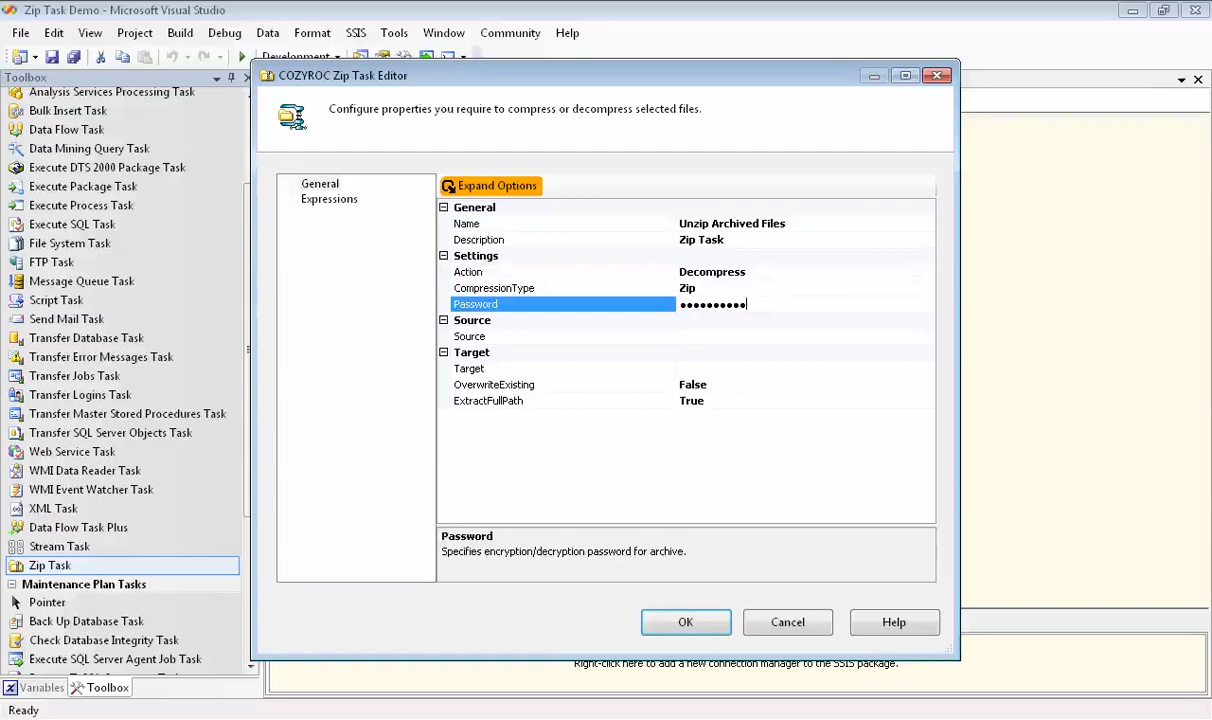 Zip Task Demo - Microsoft Visual Studio
File Edit View Project Build Debug Data Format SSIS Tools Window Community Help
Development
Toolbox
Analysis Services Processing Task
Bulk Insert Task
Data Flow Task
Data Mining Query Task
Execute DTS 2000 Package Task
Execute Package Task
Execute Process Task
Execute SQL Task
File System Task
FTP Task
Message Queue Task
Script Task
Send Mail Task
Transfer Database Task
Transfer Error Messages Task
Transfer Jobs Task
Transfer Logins Task
Transfer Master Stored Procedures Task
Transfer SQL Server Objects Task
Web Service Task
WMI Data Reader Task
WMI Event Watcher Task
XML Task
Data Flow Task Plus
Stream Task
Zip Task
Maintenance Plan Tasks
Pointer
Back Up Database Task
Check Database Integrity Task
Execute SQL Server Agent Job Task
Variables Toolbox
Ready
COZYROC Zip Task Editor
Configure properties you require to compress or decompress selected files.
General
Expressions
Expand Options
General
Name Unzip Archived Files
Description Zip Task
Settings
Action Decompress
CompressionType Zip
Password ••••••••••
Source
Source
Target
Target
OverwriteExisting False
ExtractFullPath True
Password
Specifies encryption/decryption password for archive.
OK Cancel Help
Right-click here to add a new connection manager to the SSIS package.